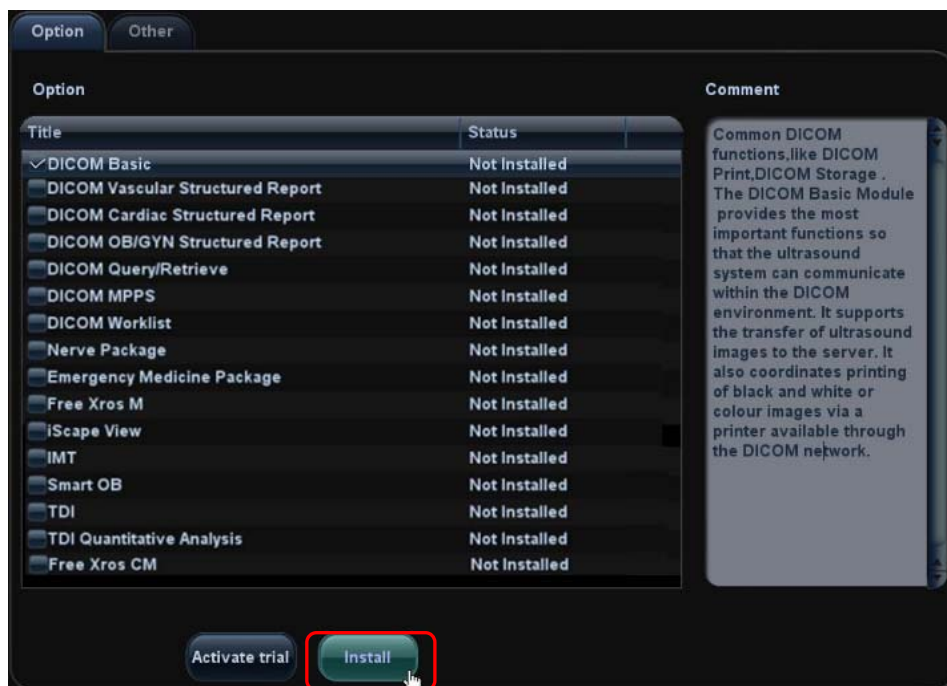 Option Other
Option Comment
Title Status
DICOM Basic Not Installed
DICOM Vascular Structured Report Not Installed
DICOM Cardiac Structured Report Not Installed
DICOM OB/GYN Structured Report Not Installed
DICOM Query/Retrieve Not Installed
DICOM MPPS Not Installed
DICOM Worklist Not Installed
Nerve Package Not Installed
Emergency Medicine Package Not Installed
Free Xros M Not Installed
iScape View Not Installed
IMT Not Installed
Smart OB Not Installed
TDI Not Installed
TDI Quantitative Analysis Not Installed
Free Xros CM Not Installed
Common DICOM
functions,like DICOM
Print,DICOM Storage .
The DICOM Basic Module
provides the most
important functions so
that the ultrasound
system can communicate
within the DICOM
environment. It supports
the transfer of ultrasound
images to the server. It
also coordinates printing
of black and white or
colour images via a
printer available through
the DICOM network.
Activate trial Install